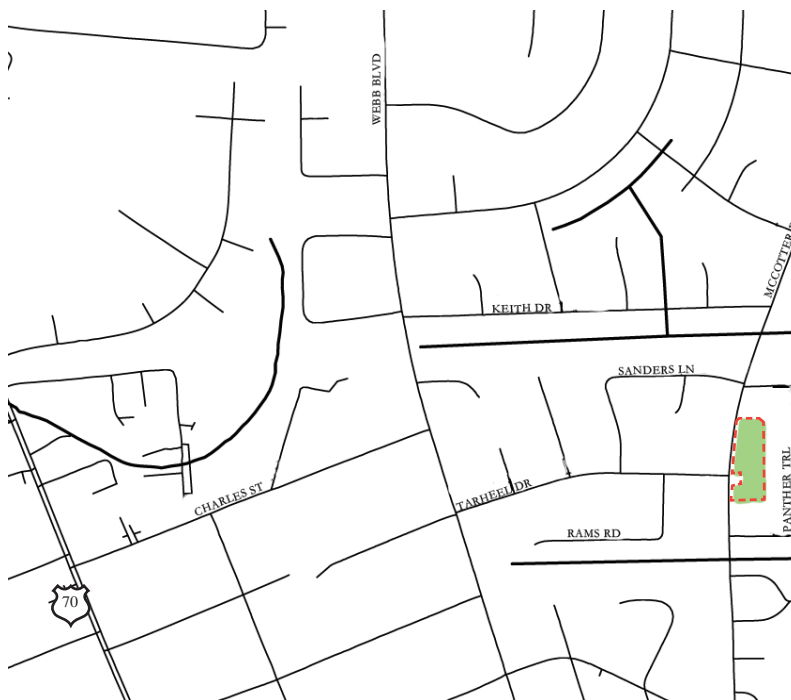 WEBB BLVD
MCCOTTER
KEITH DR
SANDERS LN
CHARLES ST
TARHEEL DR
PANTHER TRL
RAMS RD
70